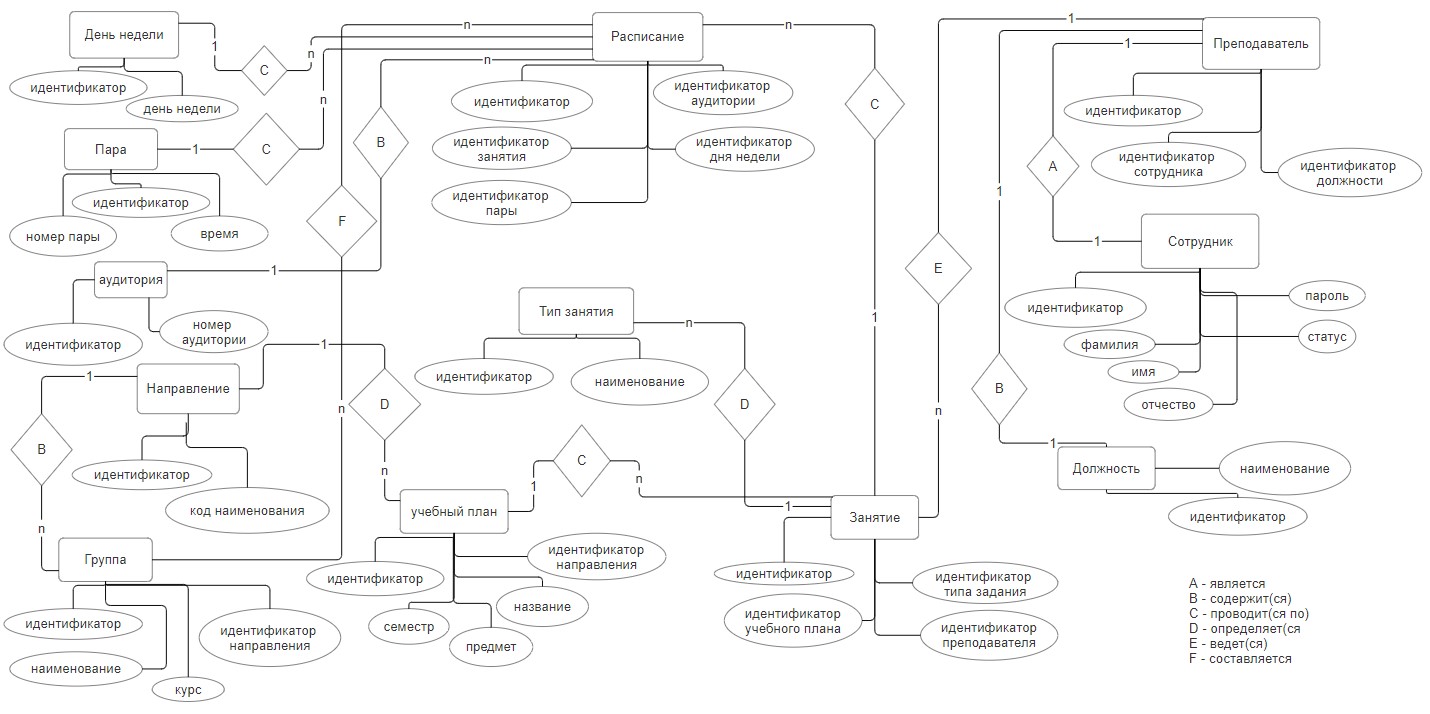 День недели
идентификатор
день недели
1
С
n
Пара
1
С
n
номер пары
идентификатор
время
аудитория
1
идентификатор
номер
аудитории
Направление
1
1
В
n
идентификатор
код наименования
Группа
идентификатор
наименование
курс
идентификатор
направления
n
F
n
n
В
Расписание
n
С
1
идентификатор
идентификатор
аудитории
идентификатор
занятия
идентификатор
дня недели
идентификатор
пары
Тип занятия
n
идентификатор
наименование
D
1
D
n
учебный план
1
С
n
идентификатор
семестр
предмет
название
идентификатор
направления
Занятие
идентификатор
идентификатор
учебного плана
идентификатор
типа задания
идентификатор
преподавателя
1
Е
n
Преподаватель
1
1
идентификатор
идентификатор
сотрудника
идентификатор
должности
А
1
Сотрудник
идентификатор
фамилия
имя
отчество
пароль
статус
В
1
Должность
наименование
идентификатор
А - является
В - содержит(ся)
С - проводит(ся по)
D - определяет(ся
Е - ведет(ся)
F - составляется